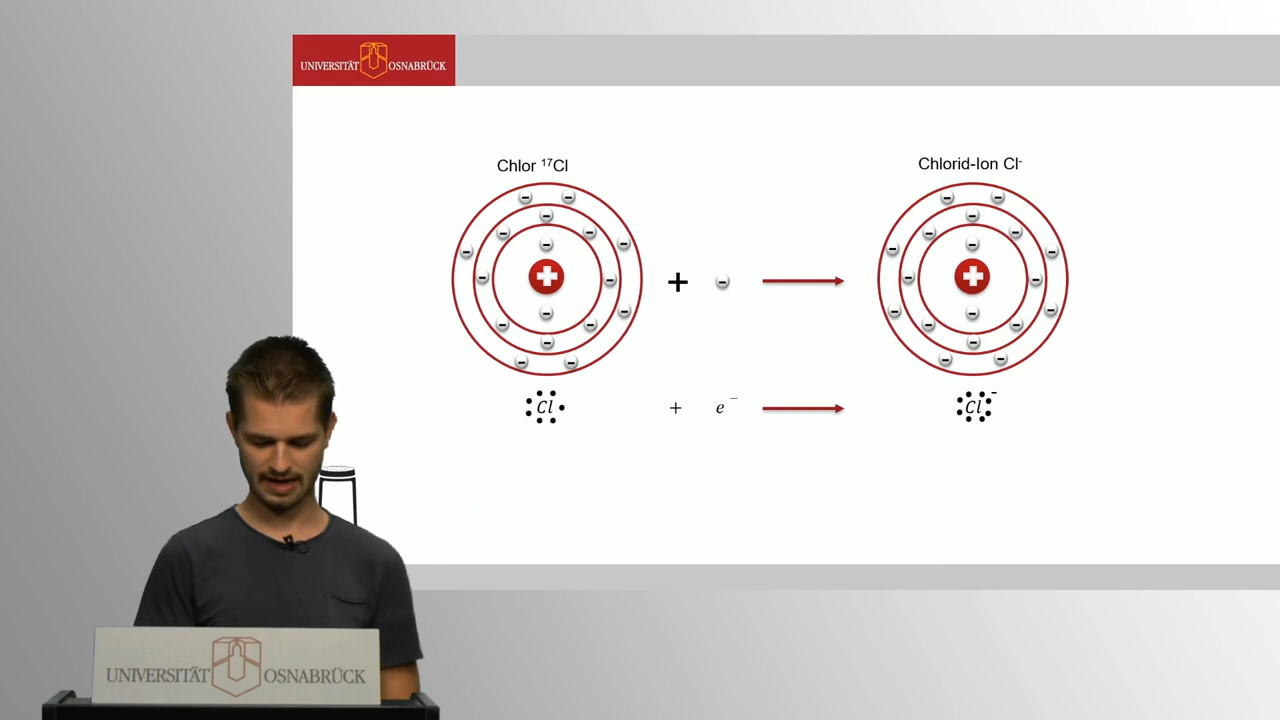 UNIVERSITÄT OSNABRÜCK
Chlor ¹⁷Cl
Chlorid-Ion Cl⁻
+
Cl + e⁻ Cl⁻
UNIVERSITÄT OSNABRÜCK